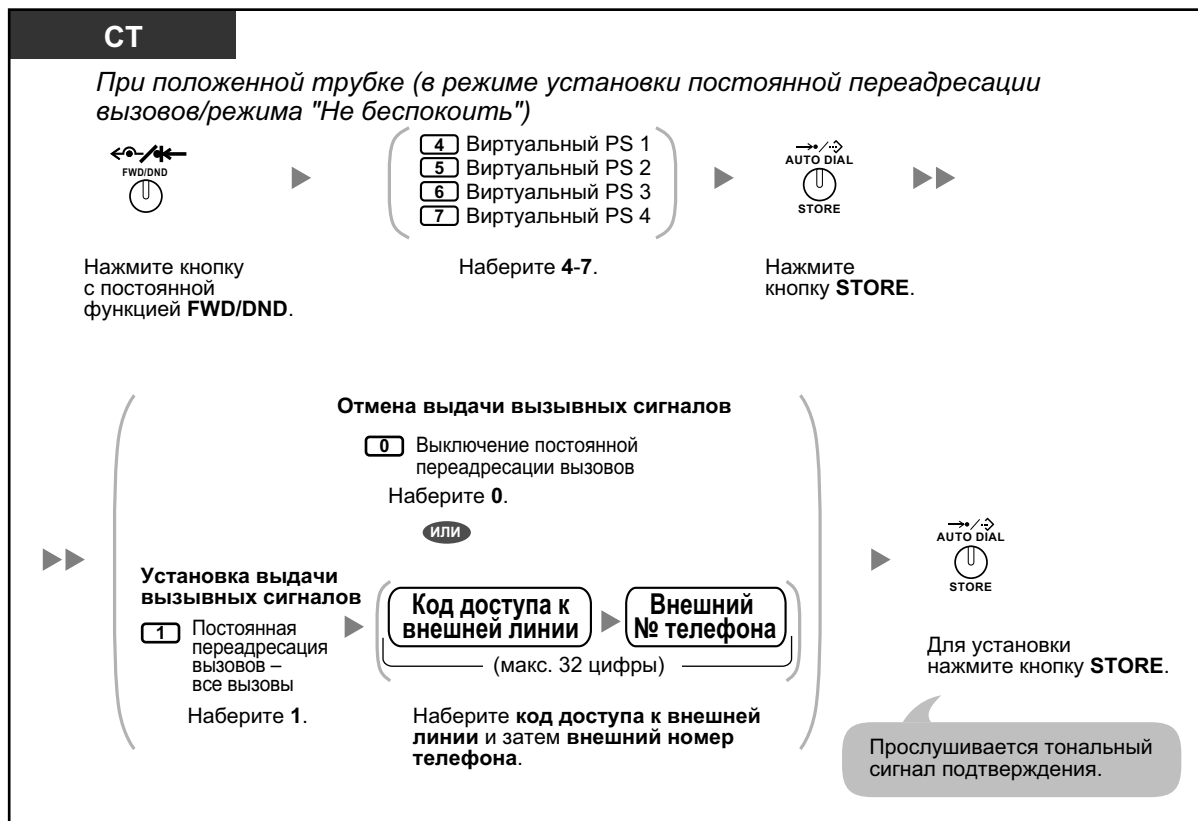 СТ
При положенной трубке (в режиме установки постоянной переадресации
вызовов/режима "Не беспокоить")
FWD/DND
4 Виртуальный PS 1
5 Виртуальный PS 2
6 Виртуальный PS 3
7 Виртуальный PS 4
AUTO DIAL
STORE
Нажмите кнопку
с постоянной
функцией FWD/DND.
Наберите 4-7.
Нажмите
кнопку STORE.
Отмена выдачи вызывных сигналов
0 Выключение постоянной
переадресации вызовов
Наберите 0.
или
Установка выдачи
вызывных сигналов
1 Постоянная
переадресация
вызовов –
все вызовы
Наберите 1.
Код доступа к
внешней линии
Внешний
№ телефона
(макс. 32 цифры)
Наберите код доступа к внешней
линии и затем внешний номер
телефона.
AUTO DIAL
STORE
Для установки
нажмите кнопку STORE.
Прослушивается тональный
сигнал подтверждения.